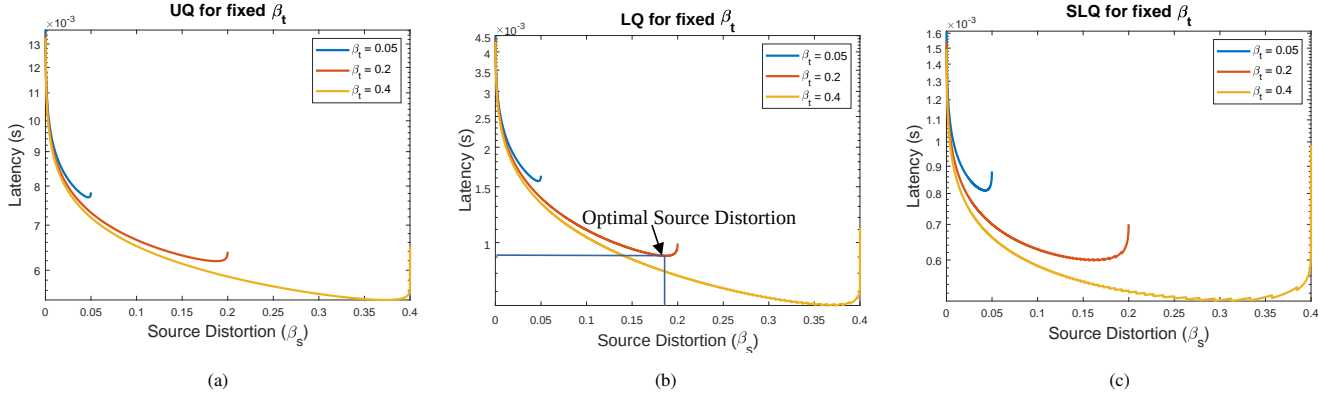 UQ for fixed β_t
×10⁻³
13
12
11
10
9
8
7
6
Latency (s)
β_t = 0.05
β_t = 0.2
β_t = 0.4
0 0.05 0.1 0.15 0.2 0.25 0.3 0.35 0.4
Source Distortion (β_s)
(a)
LQ for fixed β_t
×10⁻³
4.5
3.5
3
2.5
2
1.5
1
Latency (s)
β_t = 0.05
β_t = 0.2
β_t = 0.4
Optimal Source Distortion
0 0.05 0.1 0.15 0.2 0.25 0.3 0.35 0.4
Source Distortion (β_s)
(b)
SLQ for fixed β_t
×10⁻³
1.6
1.4
1.3
1.2
1.1
1
0.9
0.8
0.7
0.6
Latency (s)
β_t = 0.05
β_t = 0.2
β_t = 0.4
0 0.05 0.1 0.15 0.2 0.25 0.3 0.35 0.4
Source Distortion (β_s)
(c)